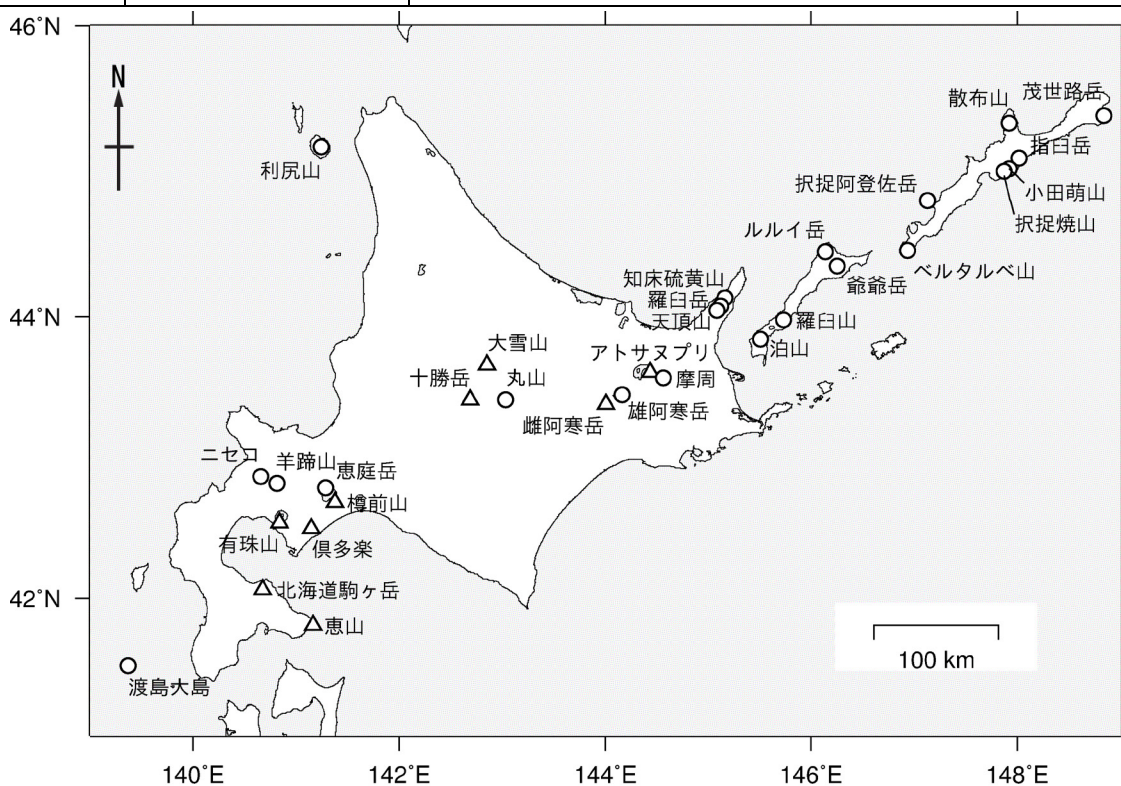 46°N
N
散布山
茂世路岳
指臼岳
利尻山
択捉阿登佐岳
小田萌山
択捉焼山
ルルイ岳
ベルタルベ山
知床硫黄山
爺爺岳
羅臼岳
44°N
天頂山
羅臼山
大雪山
アトサヌプリ
泊山
十勝岳
丸山
摩周
雌阿寒岳
雄阿寒岳
ニセコ
羊蹄山
恵庭岳
樽前山
有珠山
倶多楽
42°N
北海道駒ヶ岳
恵山
100 km
渡島大島
140°E
142°E
144°E
146°E
148°E